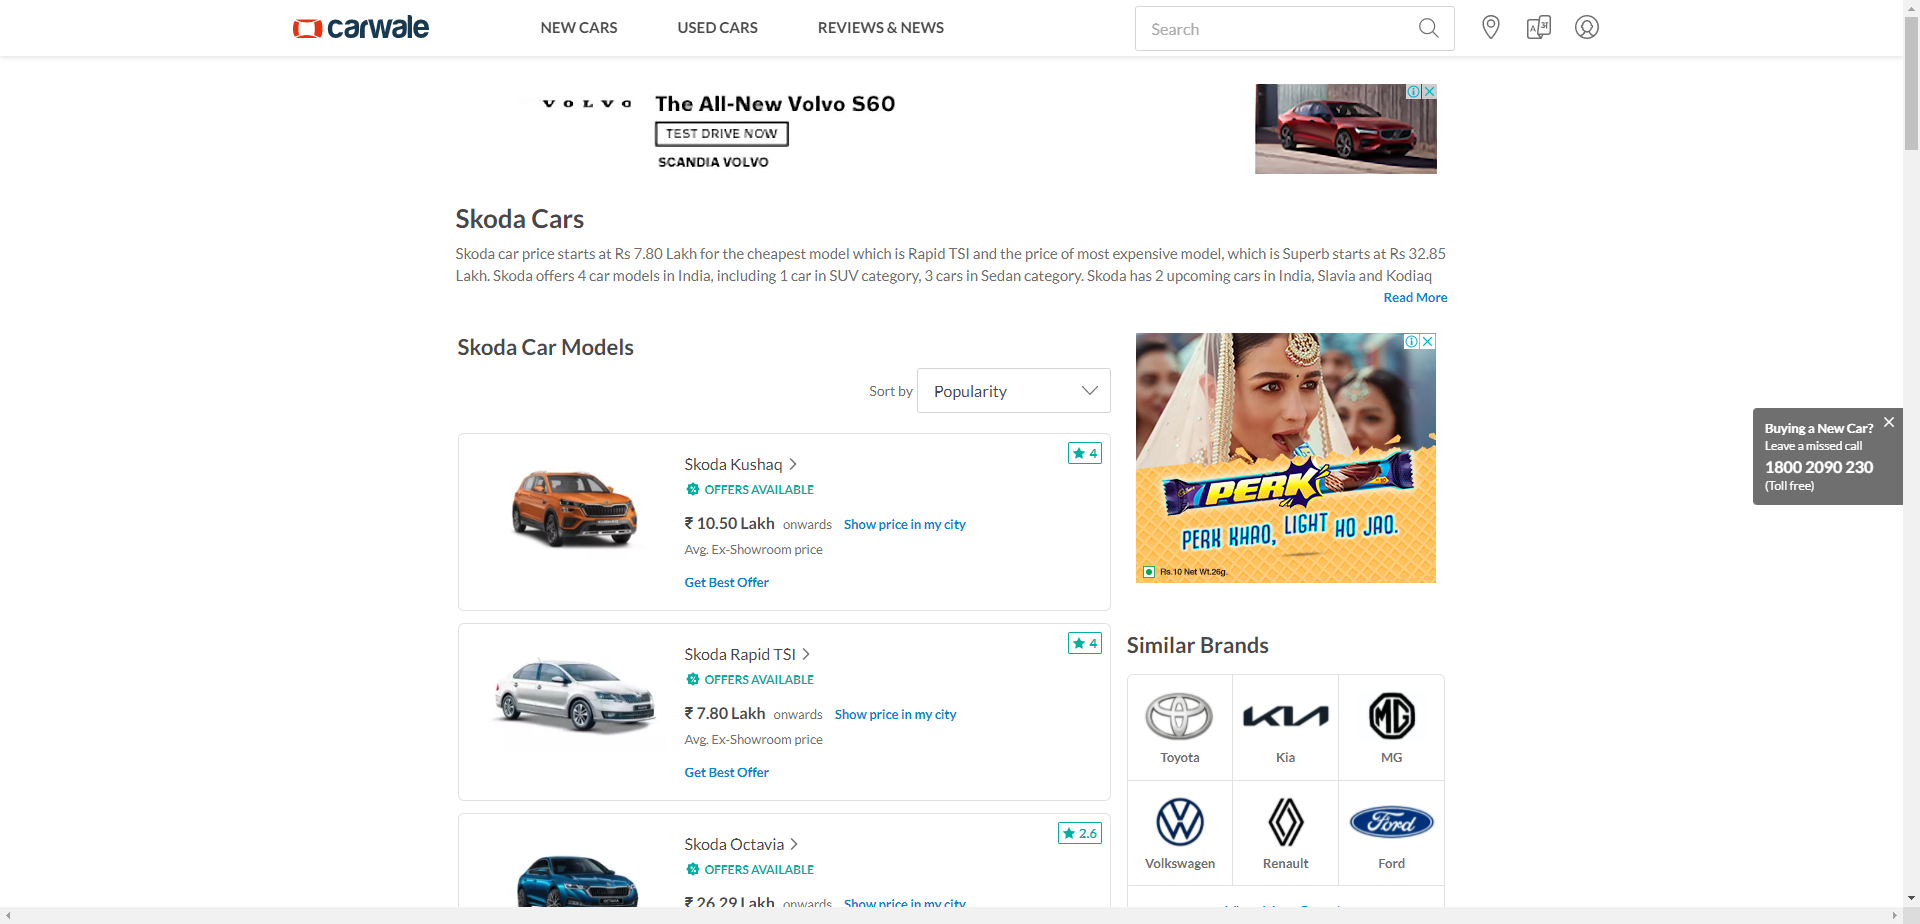 carwale
NEW CARS
USED CARS
REVIEWS & NEWS
Search
VOLVO
The All-New Volvo S60
TEST DRIVE NOW
SCANDIA VOLVO
Skoda Cars
Skoda car price starts at Rs 7.80 Lakh for the cheapest model which is Rapid TSI and the price of most expensive model, which is Superb starts at Rs 32.85
Lakh. Skoda offers 4 car models in India, including 1 car in SUV category, 3 cars in Sedan category. Skoda has 2 upcoming cars in India, Slavia and Kodiaq
Read More
Skoda Car Models
Sort by
Popularity
4
Skoda Kushaq
OFFERS AVAILABLE
₹ 10.50 Lakh onwards Show price in my city
Avg. Ex-Showroom price
Get Best Offer
4
Skoda Rapid TSI
OFFERS AVAILABLE
₹ 7.80 Lakh onwards Show price in my city
Avg. Ex-Showroom price
Get Best Offer
2.6
Skoda Octavia
OFFERS AVAILABLE
₹ 26.29 Lakh onwards Show price in my city
PERK
PERK KHAO, LIGHT HO JAO.
Rs.10 Net Wt.26g.
Buying a New Car?
Leave a missed call
1800 2090 230
(Toll free)
Similar Brands
KIA
MG
Toyota
Kia
MG
Ford
Volkswagen
Renault
Ford